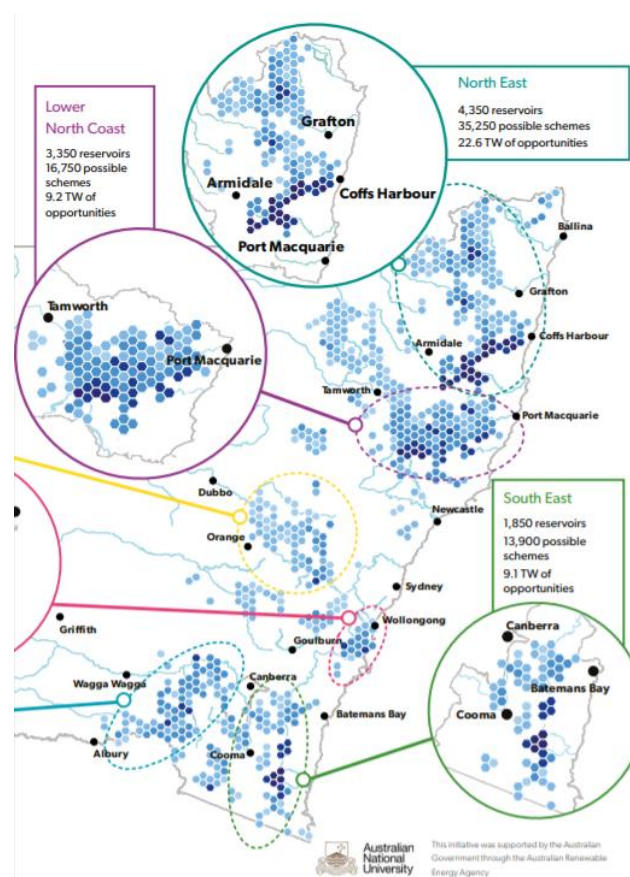 North East
4,350 reservoirs
35,250 possible schemes
22.6 TW of
opportunities
Lower
North Coast
3,350 reservoirs
16,750 possible
schemes
9.2 TW of
opportunities
Grafton
Armidale
Coffs Harbour
Port Macquarie
Tamworth
Port Macquarie
Ballina
Grafton
Coffs Harbour
Armidale
Tamworth
Port Macquarie
Dubbo
Orange
Newcastle
Sydney
Wollongong
Griffith
Goulburn
Wagga Wagga
Canberra
Batemans Bay
Albury
Cooma
South East
1,850 reservoirs
13,900 possible
schemes
9.1 TW of
opportunities
Canberra
Batemans Bay
Cooma
Australian
National
University
This initiative was supported by the Australian
Government through the Australian Renewable
Energy Agency